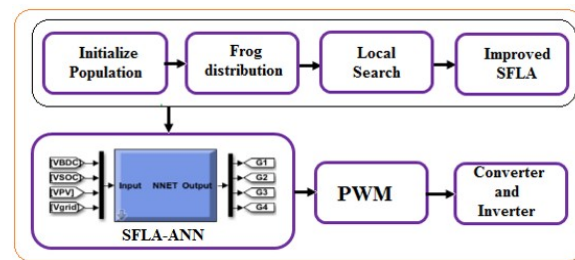 Initialize
Population
Frog
distribution
Local
Search
Improved
SFLA
[VBDC]
[VSOC]
[VPV]
[Vgrid]
Input NNET Output
G1
G2
G3
G4
SFLA-ANN
PWM
Converter
and
Inverter